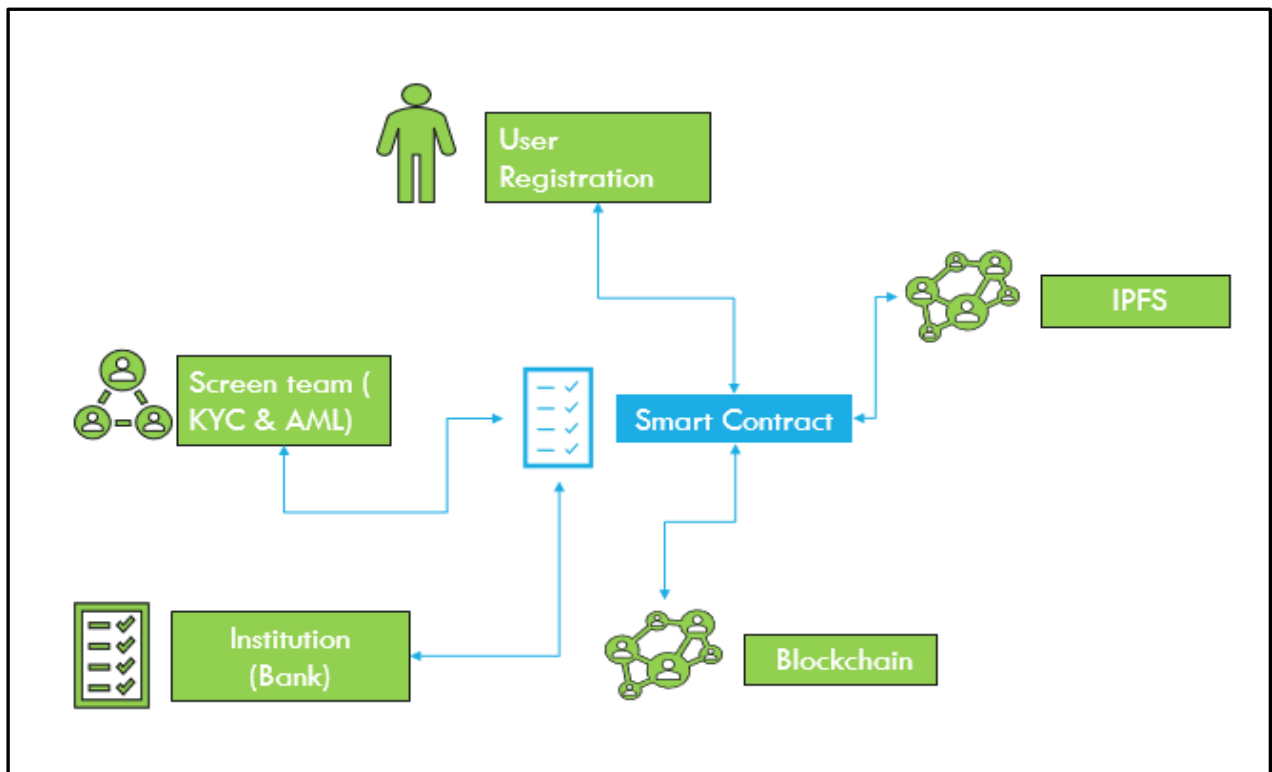 User
Registration
IPFS
Screen team (
KYC & AML)
Smart Contract
Institution
(Bank)
Blockchain